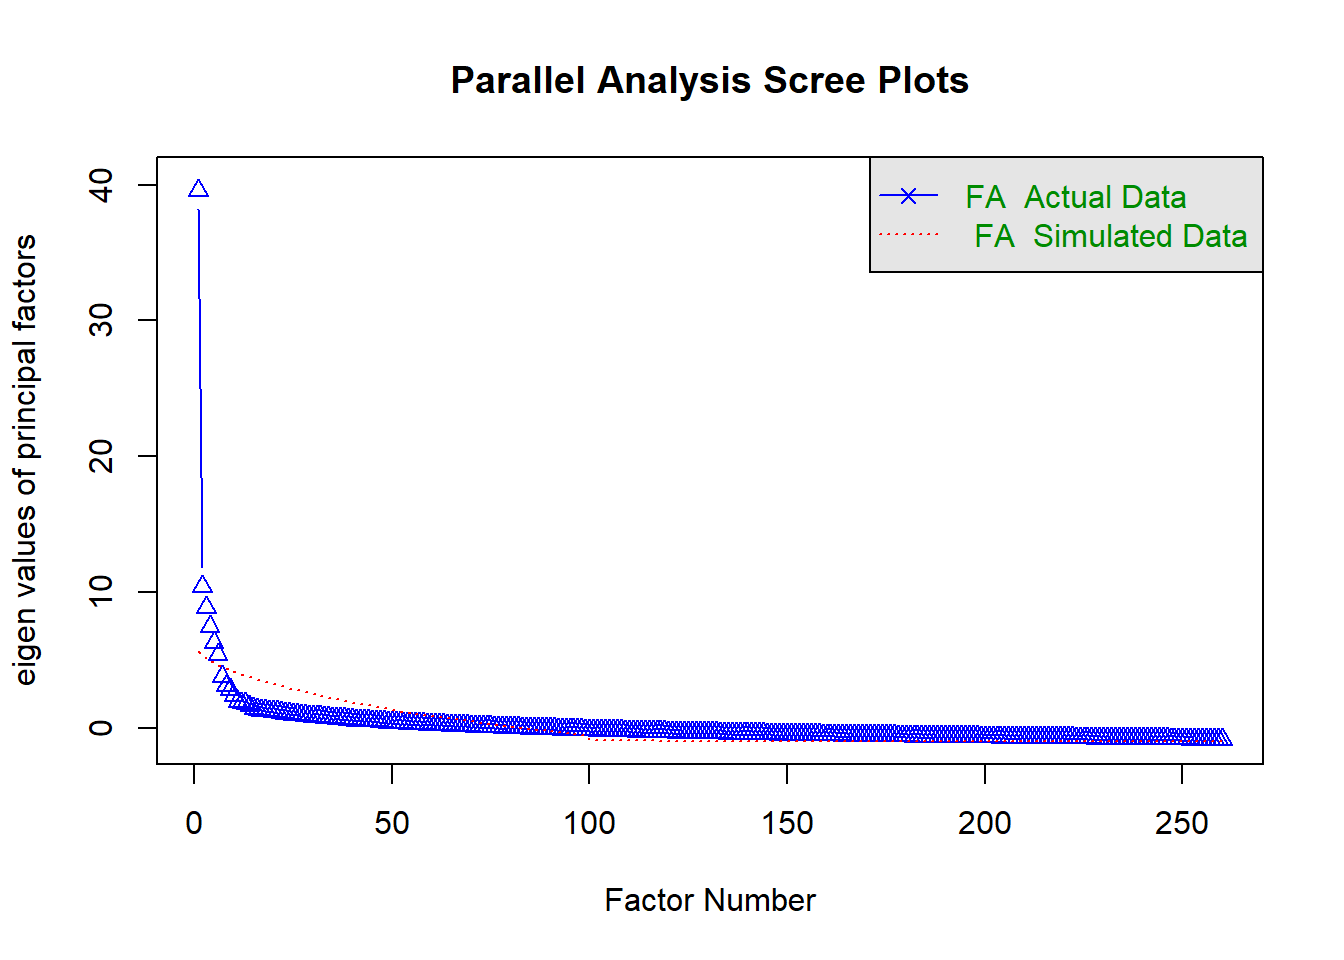 Parallel Analysis Scree Plots
eigen values of principal factors
40
30
20
10
0
FA Actual Data
FA Simulated Data
0 50 100 150 200 250
Factor Number